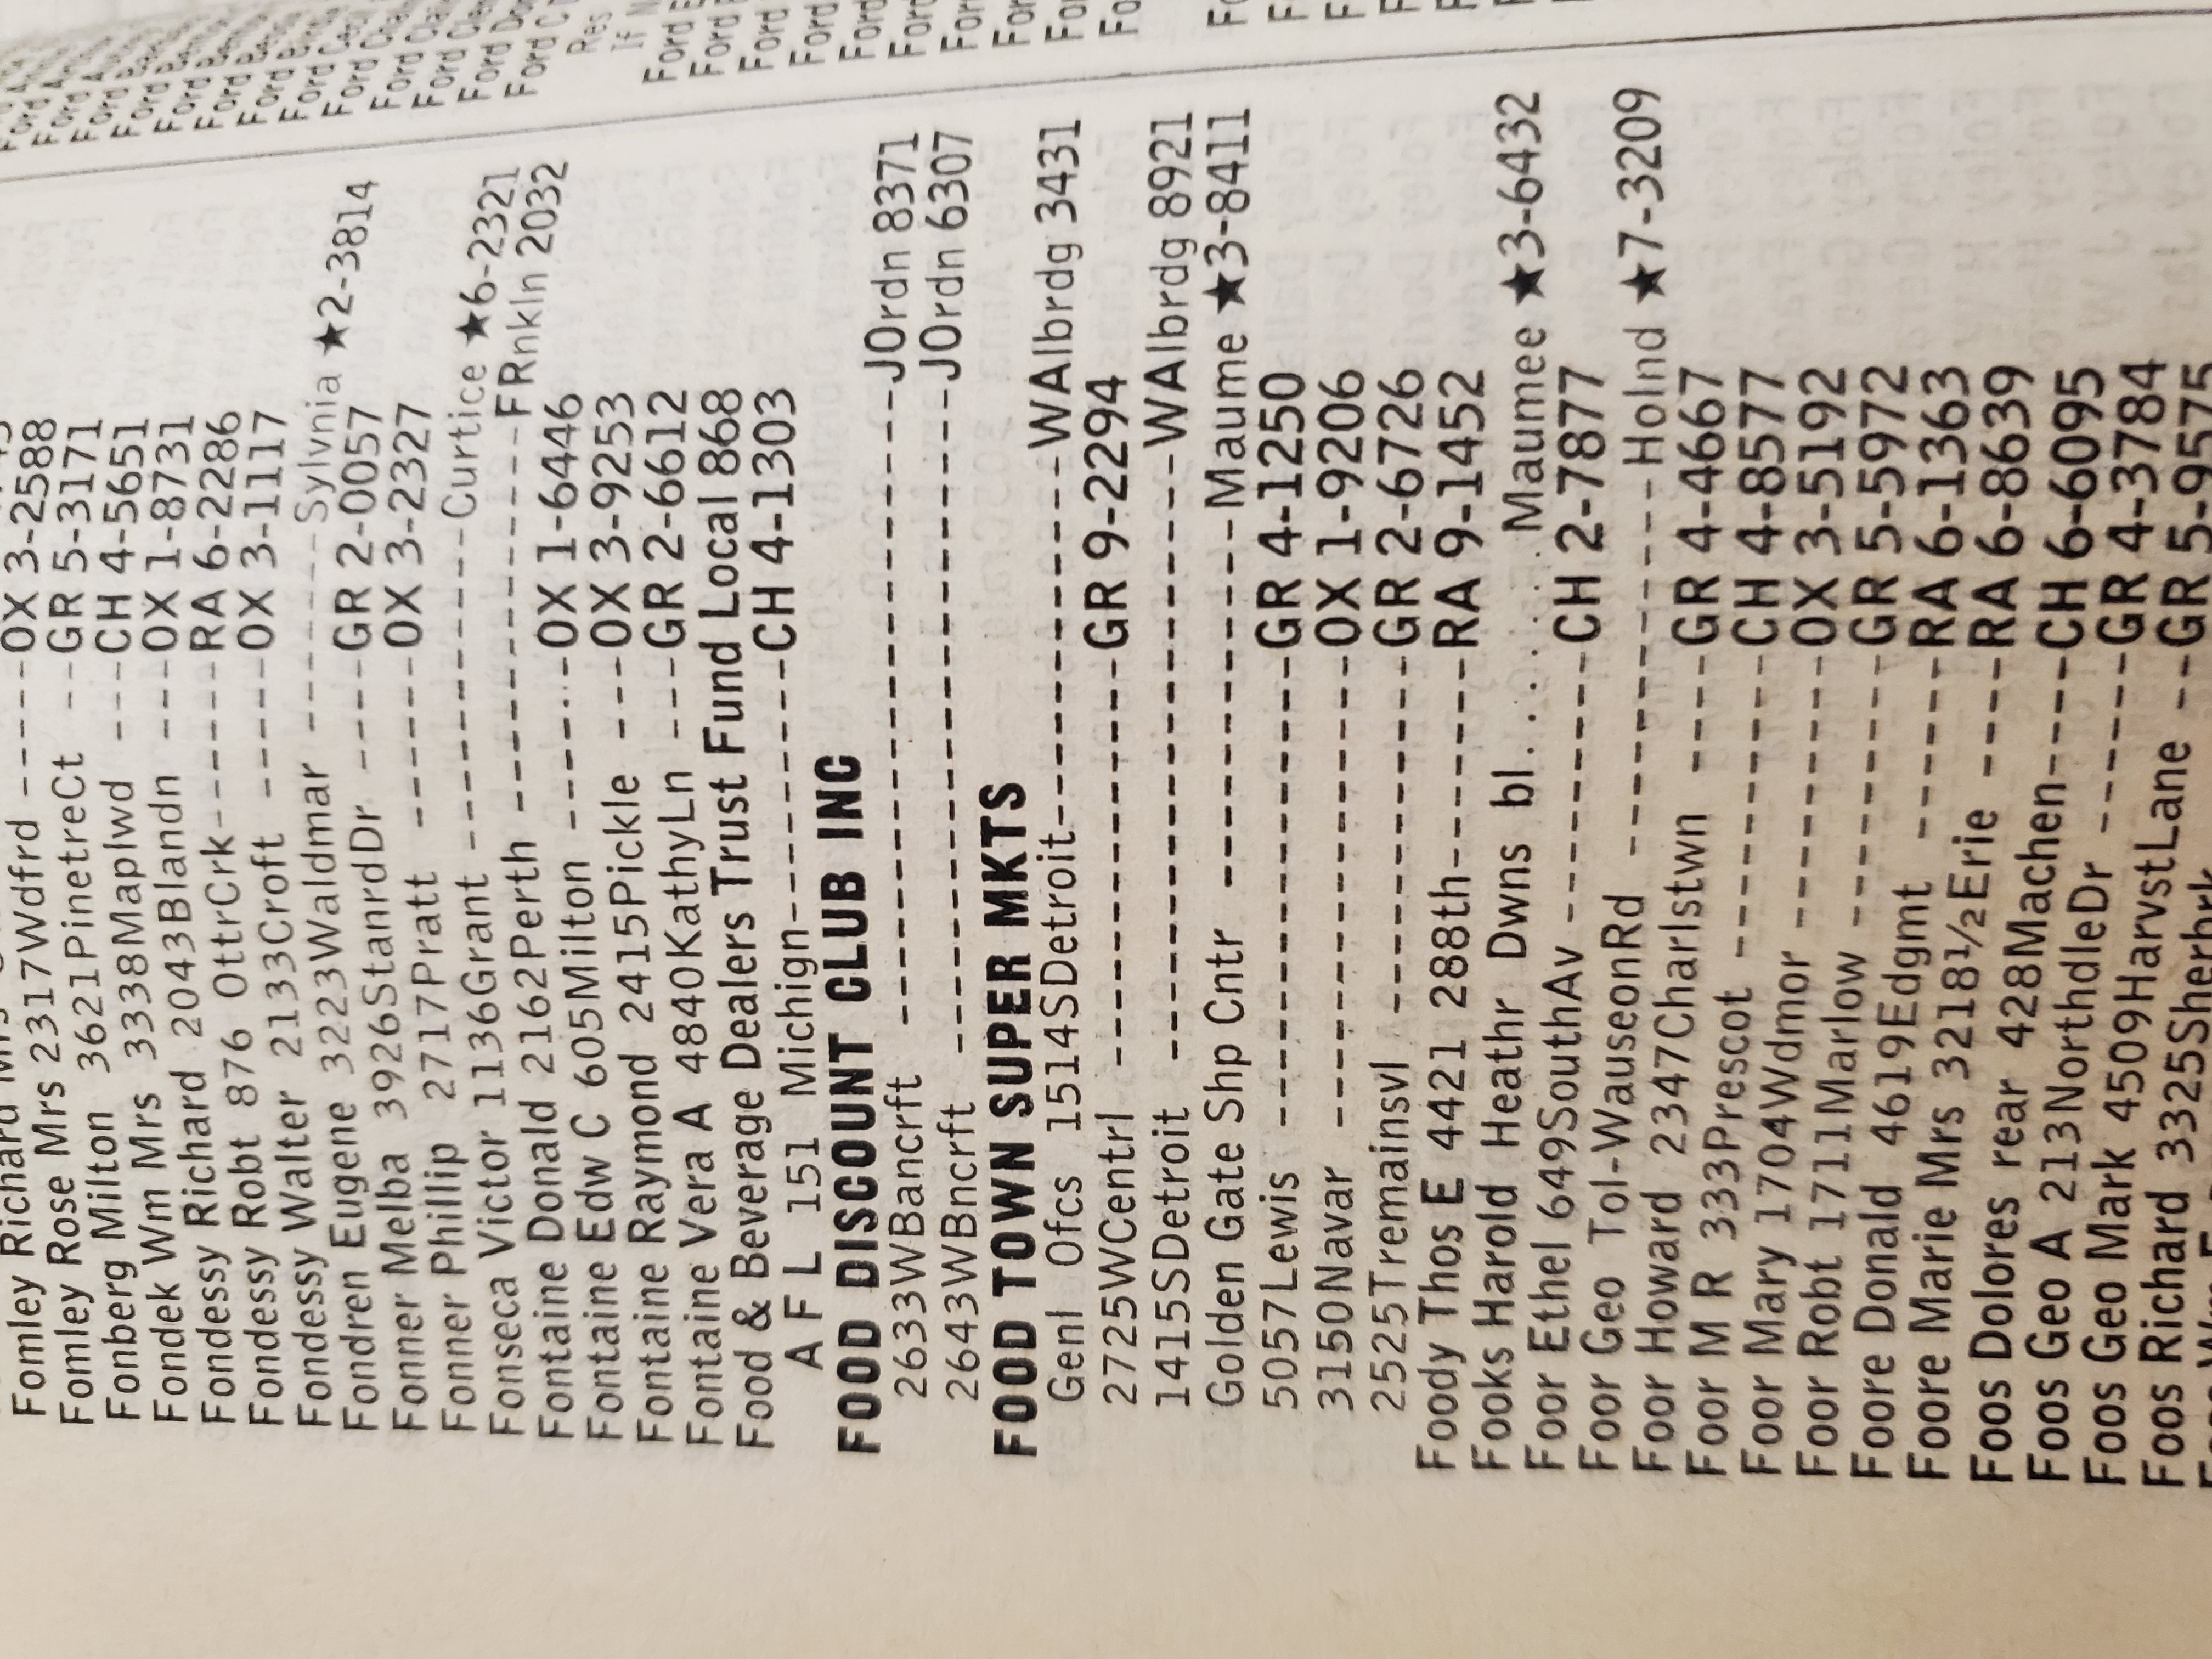 Fomley Richard Mrs
2317Wdfrd -----OX 3-2588
Fomley Rose Mrs 3621PinetreCt --GR 5-3171
Fonberg Milton 3338Maplwd ---CH 4-5651
Fondek Wm Mrs 2043Blandn ---OX 1-8731
Fondessy Richard 876 OttrCrk----RA 6-2286
Fondessy Robt 2133Croft -----OX 3-1117
Fondessy Walter 3223Waldmar --------Sylvnia ★2-3814
Fondren Eugene 3926StanrdDr ----GR 2-0057
Fonner Melba 2717Pratt ------OX 3-2327
Fonner Phillip 1136Grant -------------Curtice ★6-2321
Fonseca Victor 2162Perth --------------FRnkln 2032
Fontaine Donald 605Milton ------OX 1-6446
Fontaine Edw C 2415Pickle ---OX 3-9253
Fontaine Raymond 4840KathyLn ---GR 2-6612
Fontaine Vera A
Food & Beverage Dealers Trust Fund Local 868
A F L 151 Michign----------CH 4-1303
FOOD DISCOUNT CLUB INC
2633WBancrft --------------------JOrdn 8371
2643WBncrft ---------------------JOrdn 6307
FOOD TOWN SUPER MKTS
Genl Ofcs 1514SDetroit-------------WAlbrdg 3431
2725WCentrl ---------------GR 9-2294
1415SDetroit --------------------WAlbrdg 8921
Golden Gate Shp Cntr -------------Maume ★3-8411
5057Lewis ----------------GR 4-1250
3150Navar ----------------OX 1-9206
2525Tremainsvl -------------GR 2-6726
Foody Thos E 4421 288th-------RA 9-1452
Fooks Harold Heathr Dwns bl.......Maumee ★3-6432
Foor Ethel 649SouthAv ---------CH 2-7877
Foor Geo Tol-WauseonRd -------------Holnd ★7-3209
Foor Howard 2347Charlstwn ----GR 4-4667
Foor M R 333Prescot ----------CH 4-8577
Foor Mary 1704Wdmor ---------OX 3-5192
Foor Robt 1711Marlow ---------GR 5-5972
Foore Donald 4619Edgmt ------RA 6-1363
Foore Marie Mrs 3218½Erie ----RA 6-8639
Foos Dolores rear 428Machen----CH 6-6095
Foos Geo A 213NorthdleDr ------GR 4-3784
Foos Geo Mark 4509HarvstLane --GR 5-9575
Foos Richard 3325Sherbrk